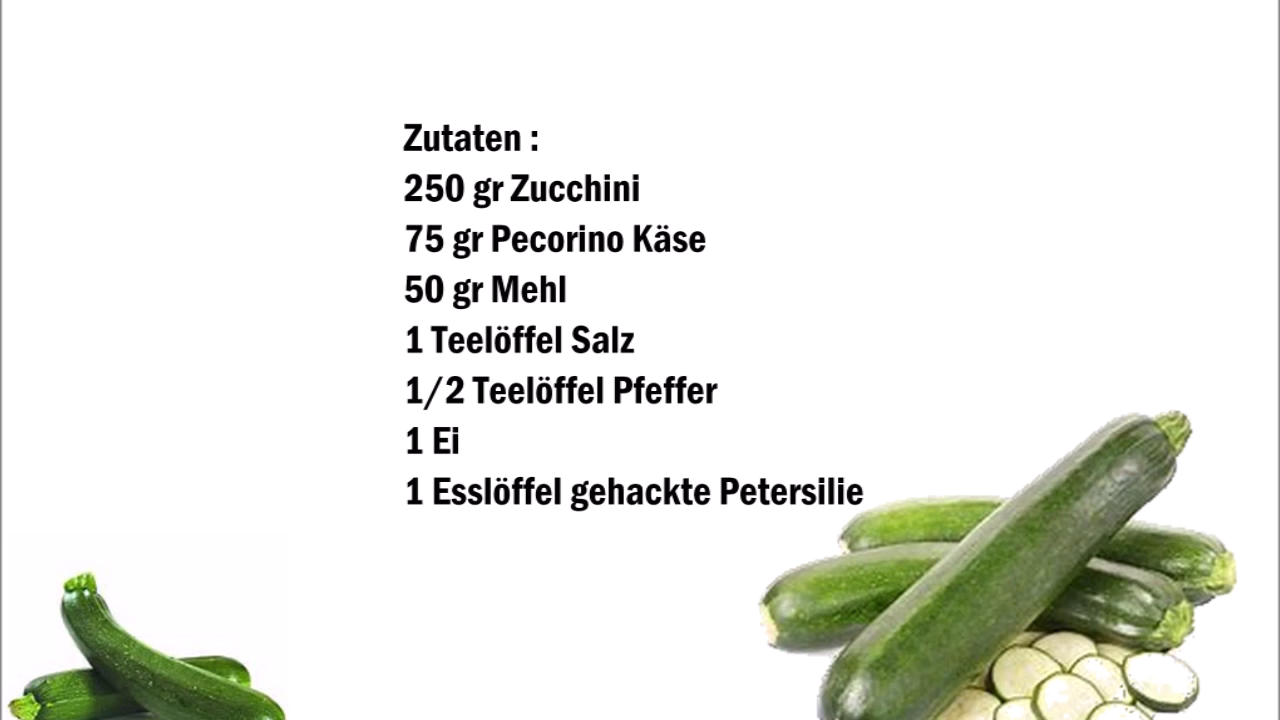 Zutaten :
250 gr Zucchini
75 gr Pecorino Käse
50 gr Mehl
1 Teelöffel Salz
1/2 Teelöffel Pfeffer
1 Ei
1 Esslöffel gehackte Petersilie